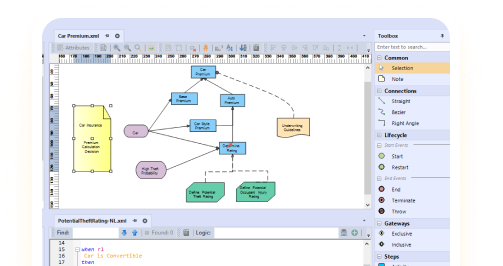 Car Premium.xml
Toolbox
Attributes
Enter text to search...
Common
Selection
Note
Connections
Straight
Bezier
Right Angle
Lifecycle
Start Events
Start
Restart
End Events
End
Terminate
Throw
Gateways
Exclusive
Inclusive
Steps
Car
Premium
Base
Premium
Auto
Premium
Car Insurance
Premium
Calculation
Decision
Car
Car Style
Premium
Underwriting
Guidelines
Rating
High Theft
Probability
Define Potential
Theft Rating
Define Potential
Occupant Injury
Rating
PotentialTheftRating-NL.xml
Find:
Found: 0
Logic:
14
15 when r1
16 Car is Convertible
17 then